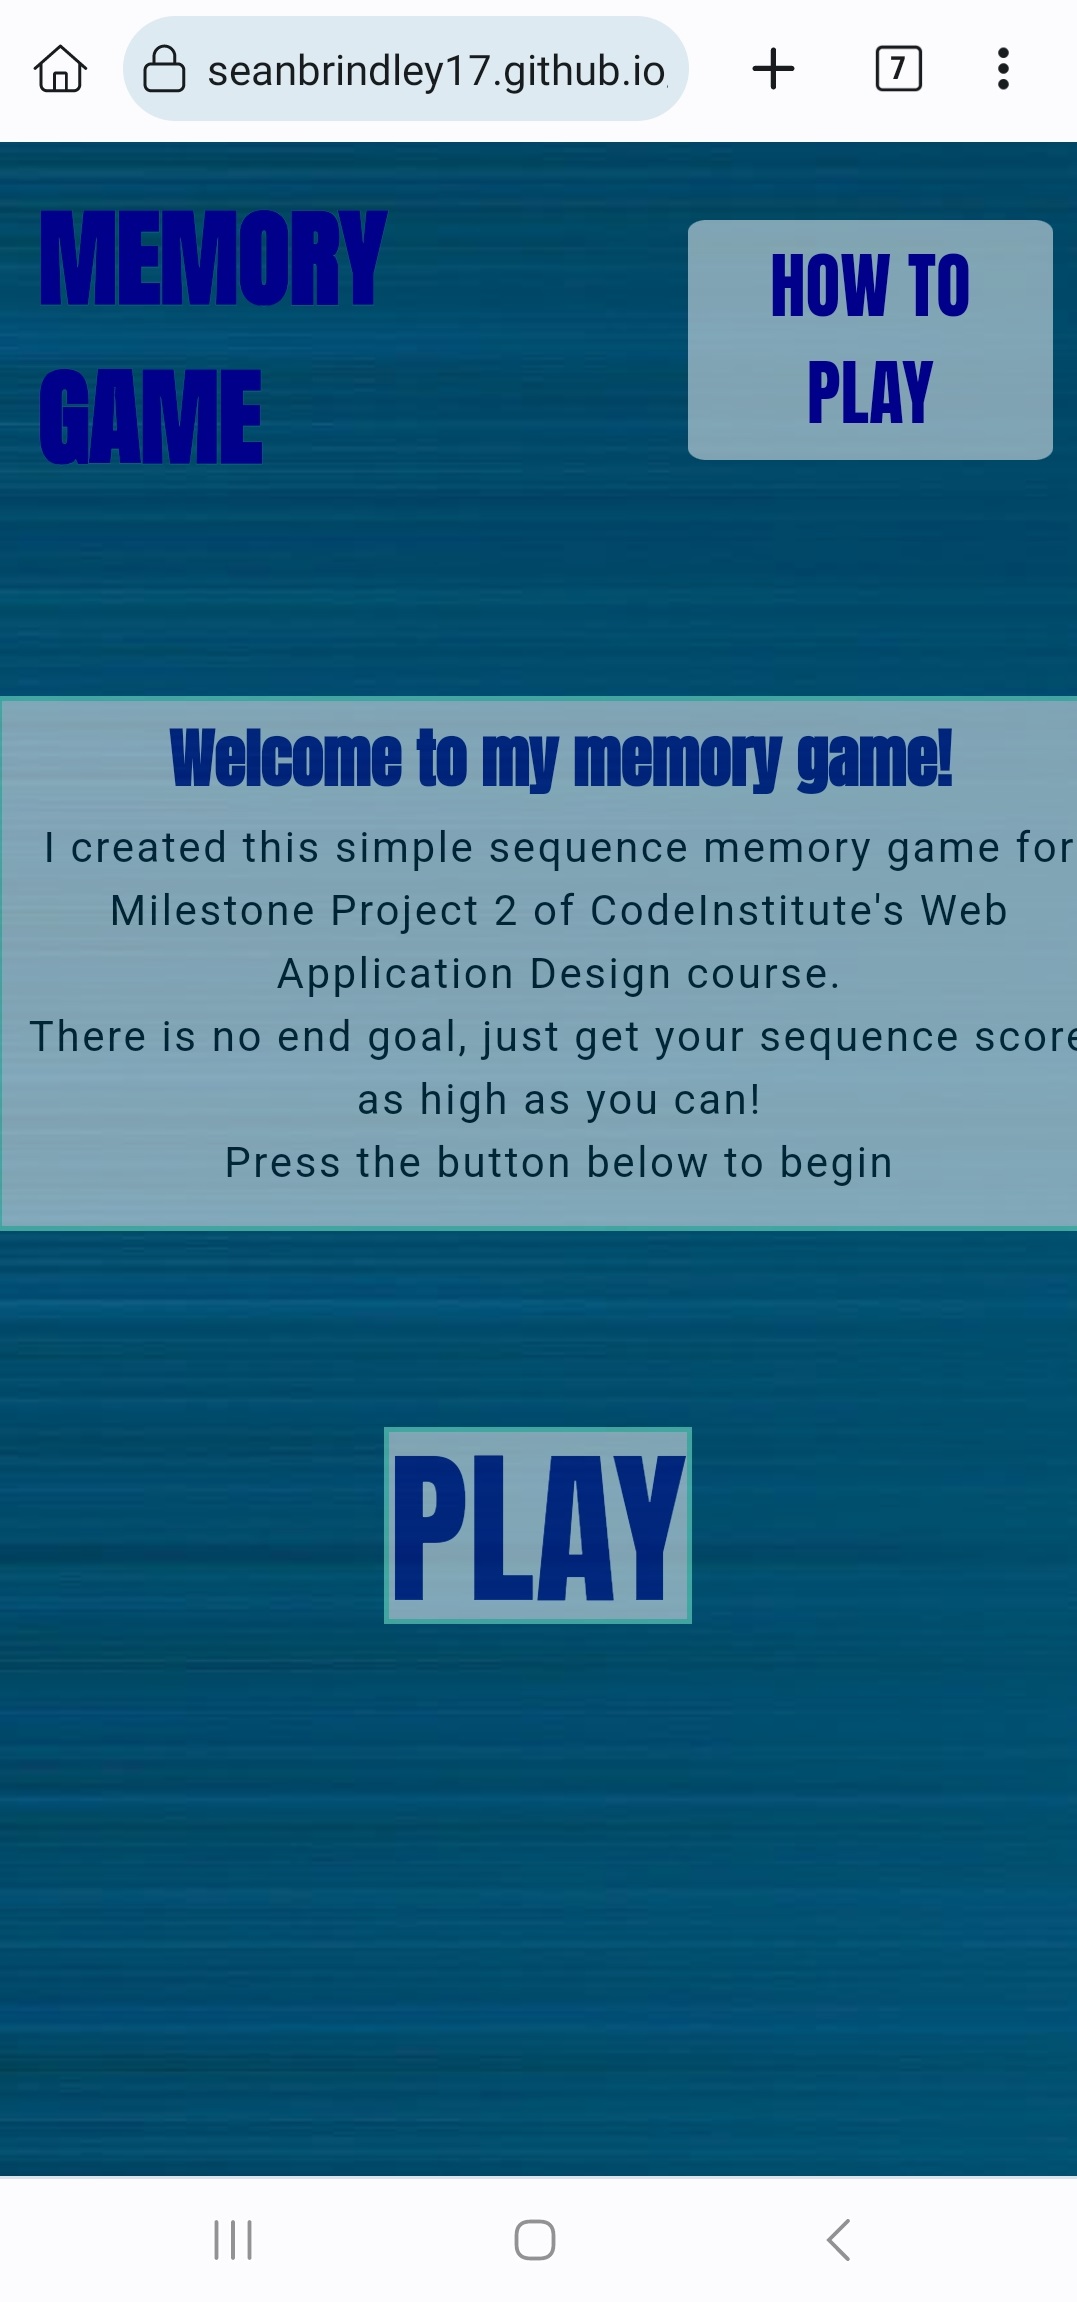 seanbrindley17.github.io
7
MEMORY
GAME
HOW TO
PLAY
Welcome to my memory game!
I created this simple sequence memory game for
Milestone Project 2 of CodeInstitute's Web
Application Design course.
There is no end goal, just get your sequence score
as high as you can!
Press the button below to begin
PLAY